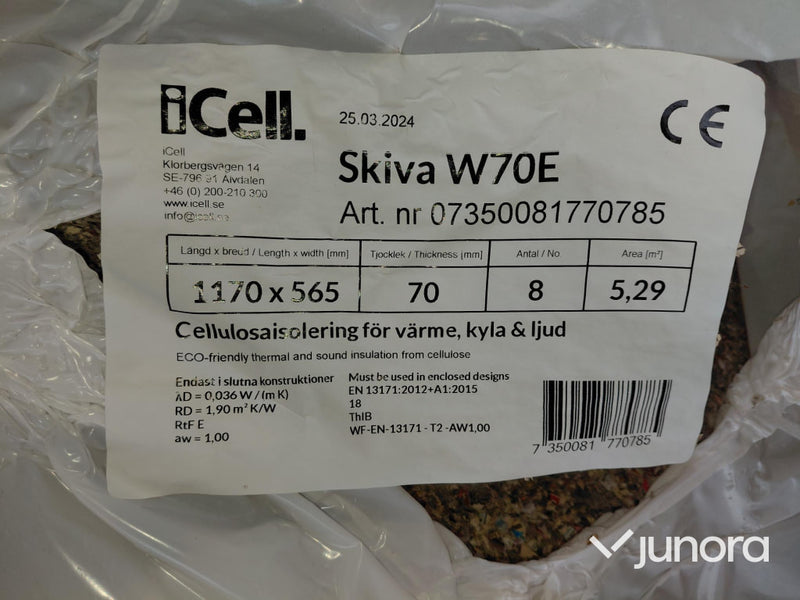 iCell.
25.03.2024
CE
iCell
Klorbergsvägen 14
SE-796 91 Älvdalen
+46 (0) 200-210 300
www.icell.se
info@icell.se
Skiva W70E
Art. nr 07350081770785
Längd x bredd / Length x width [mm]
Tjocklek / Thickness [mm]
Antal / No.
Area [m²]
1170 x 565
70
8
5,29
Cellulosaisolering för värme, kyla & ljud
ECO-friendly thermal and sound insulation from cellulose
Endast i slutna konstruktioner
λD = 0,036 W / (m K)
RD = 1,90 m² K/W
RtF E
aw = 1,00
Must be used in enclosed designs
EN 13171:2012+A1:2015
18
ThIB
WF-EN-13171 - T2 -AW1,00
7 350081 770785
junora